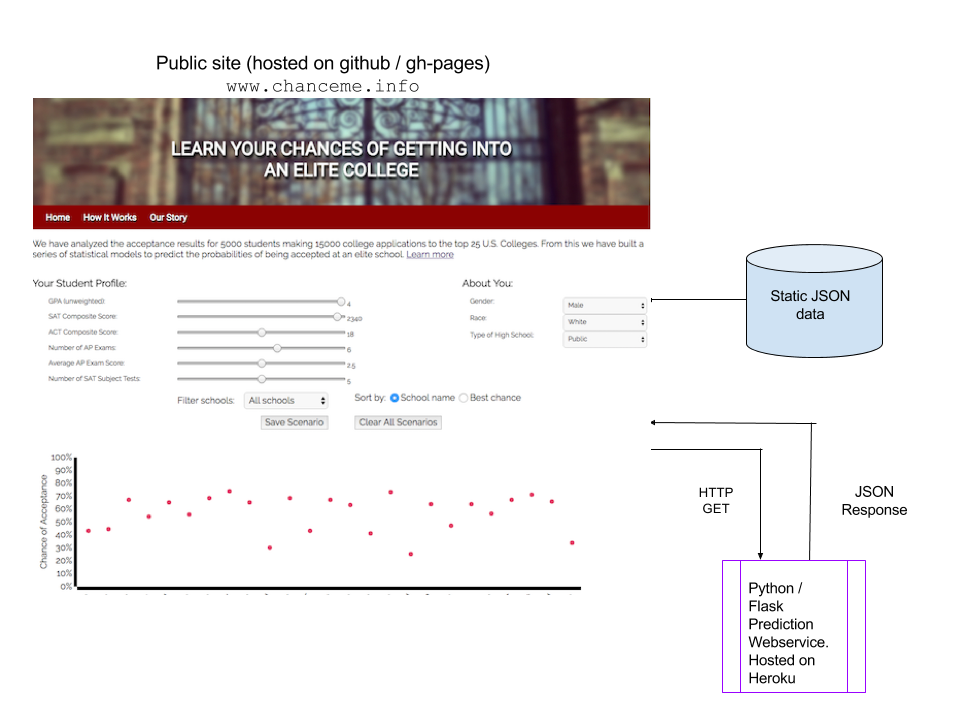 Public site (hosted on github / gh-pages)
www.chanceme.info
LEARN YOUR CHANCES OF GETTING INTO
AN ELITE COLLEGE
Home How It Works Our Story
We have analyzed the acceptance results for 5000 students making 15000 college applications to the top 25 U.S. Colleges. From this we have built a
series of statistical models to predict the probabilities of being accepted at an elite school. Learn more
Your Student Profile:
GPA (unweighted): 4
SAT Composite Score: 2340
ACT Composite Score: 18
Number of AP Exams: 6
Average AP Exam Score: 2.5
Number of SAT Subject Tests: 5
About You:
Gender: Male
Race: White
Type of High School: Public
Filter schools: All schools
Sort by: School name Best chance
Save Scenario Clear All Scenarios
Chance of Acceptance
100%
90%
80%
70%
60%
50%
40%
30%
20%
10%
0%
Static JSON
data
HTTP
GET
JSON
Response
Python /
Flask
Prediction
Webservice.
Hosted on
Heroku